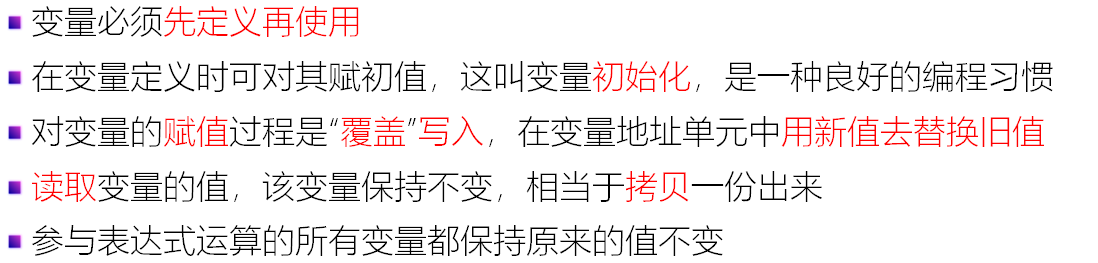 变量必须先定义再使用
在变量定义时可对其赋初值，这叫变量初始化，是一种良好的编程习惯
对变量的赋值过程是“覆盖”写入，在变量地址单元中用新值去替换旧值
读取变量的值，该变量保持不变，相当于拷贝一份出来
参与表达式运算的所有变量都保持原来的值不变